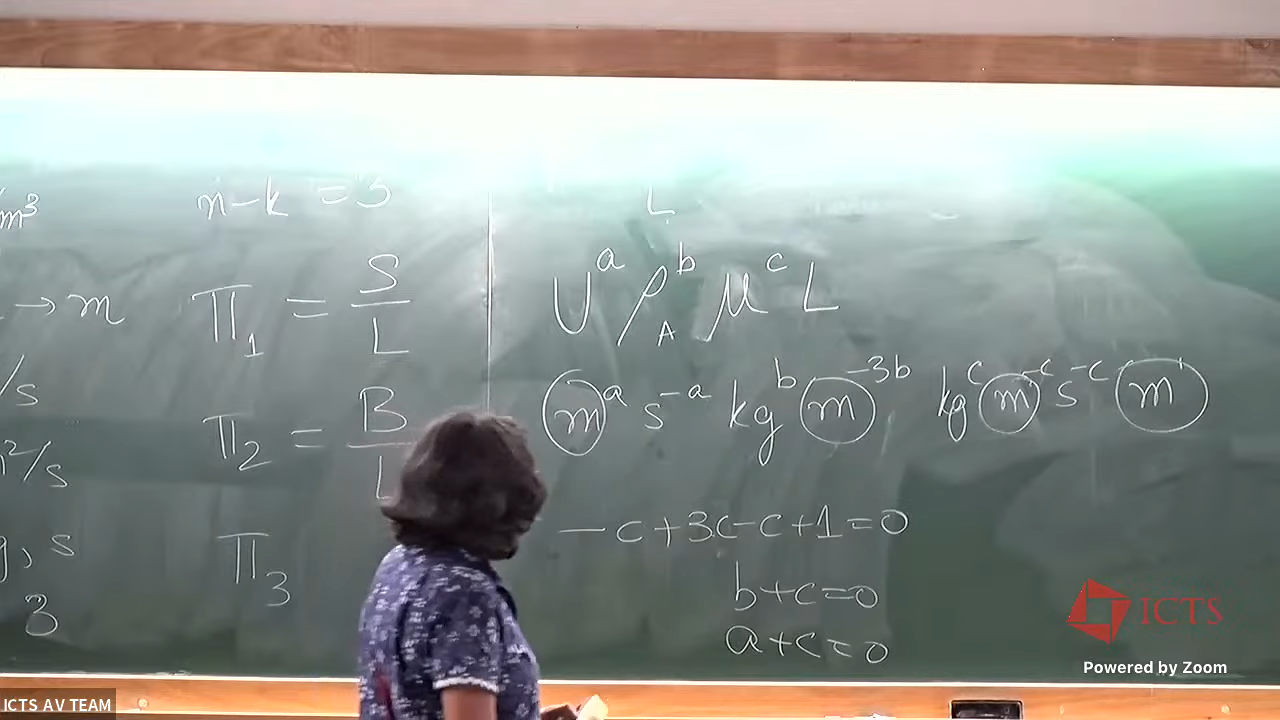 m³
→ m
/s
²/s
g, s
3
n-k = 3
π₁ = S/L
π₂ = B/L
π₃
L
U^a ρ_A^b μ^c L
m^a s^-a kg^b m^-3b kg^c m^-c s^-c m^1
-c+3c-c+1=0
b+c=0
a+c=0
ICTS
Powered by Zoom
ICTS AV TEAM